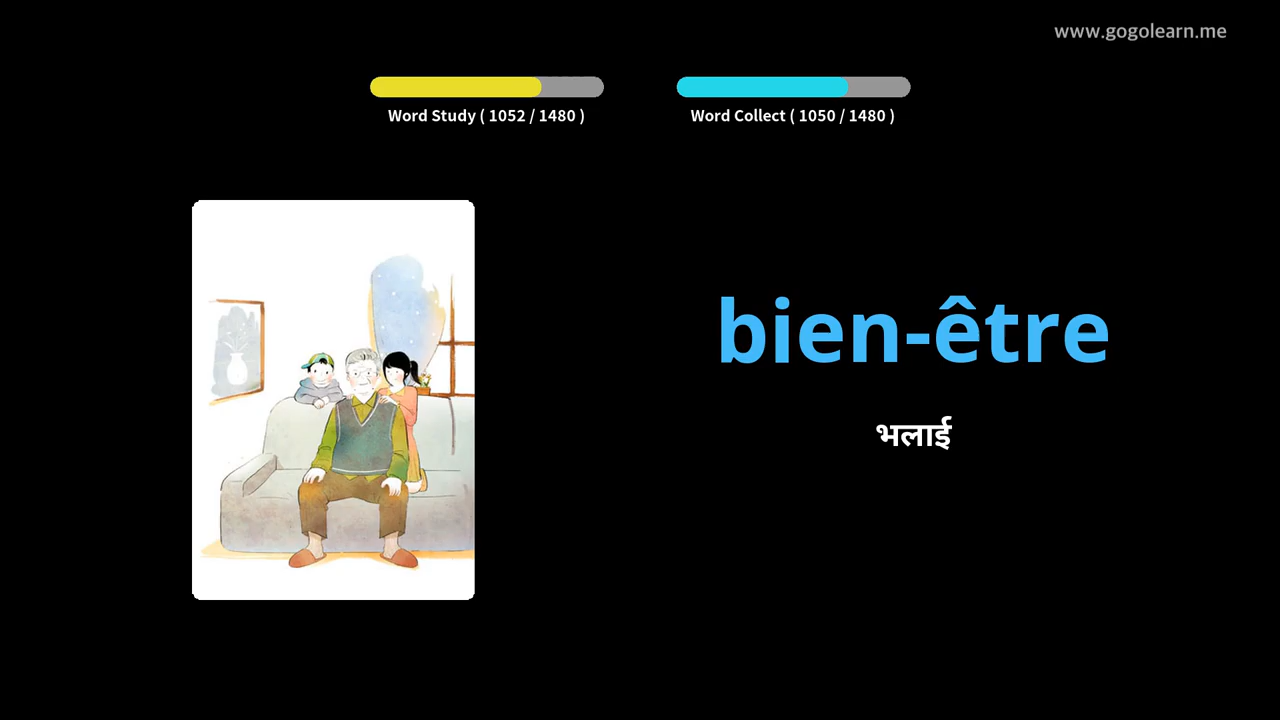 www.gogolearn.me
Word Study ( 1052 / 1480 )
Word Collect ( 1050 / 1480 )
bien-être
भलाई